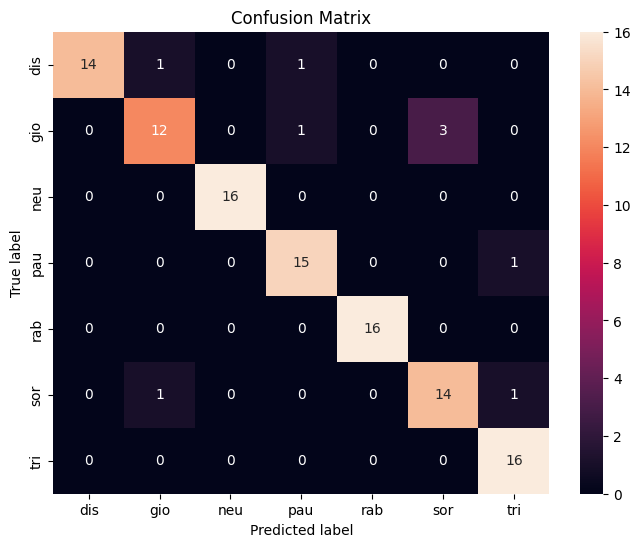 Confusion Matrix
True label
dis 14 1 0 1 0 0 0
gio 0 12 0 1 0 3 0
neu 0 0 16 0 0 0 0
pau 0 0 0 15 0 0 1
rab 0 0 0 0 16 0 0
sor 0 1 0 0 0 14 1
tri 0 0 0 0 0 0 16
dis gio neu pau rab sor tri
Predicted label
16
14
12
10
8
6
4
2
0